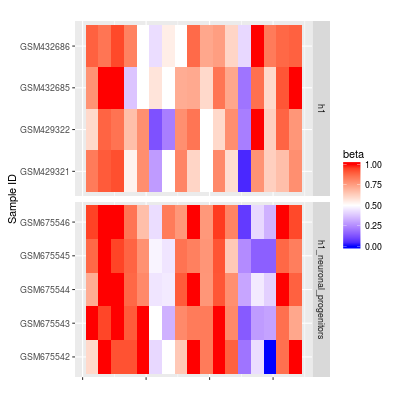 GSM432686
GSM432685
GSM429322
GSM429321
h1
GSM675546
GSM675545
GSM675544
GSM675543
GSM675542
h1_neuronal_progenitors
Sample ID
beta
1.00
0.75
0.50
0.25
0.00